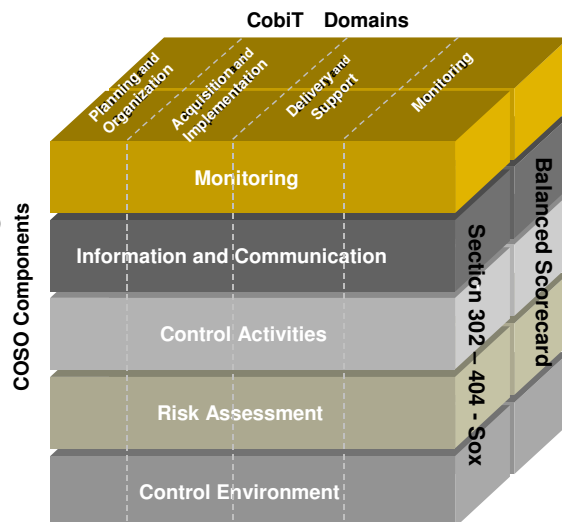 CobiT Domains
Planning and
Organization
Acquisition and
Implementation
Delivery and
Support
Monitoring
Monitoring
Information and Communication
Control Activities
Risk Assessment
Control Environment
COSO Components
Section 302 – 404 - Sox
Balanced Scorecard